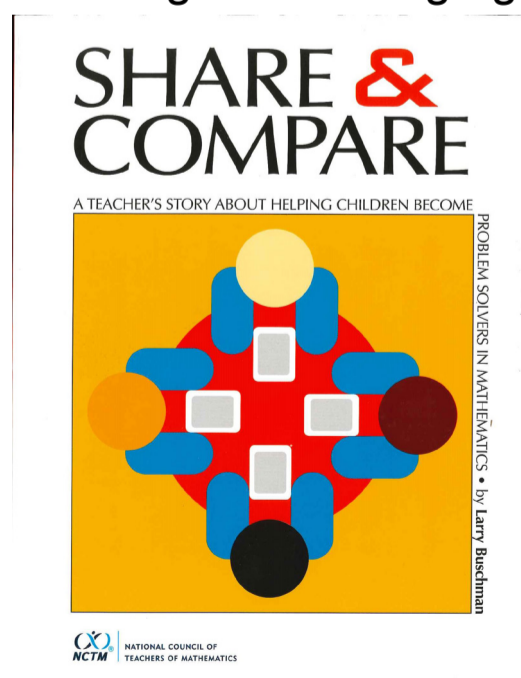 SHARE &
COMPARE
A TEACHER'S STORY ABOUT HELPING CHILDREN BECOME
PROBLEM SOLVERS IN MATHEMATICS • by Larry Buschman
NCTM
NATIONAL COUNCIL OF
TEACHERS OF MATHEMATICS